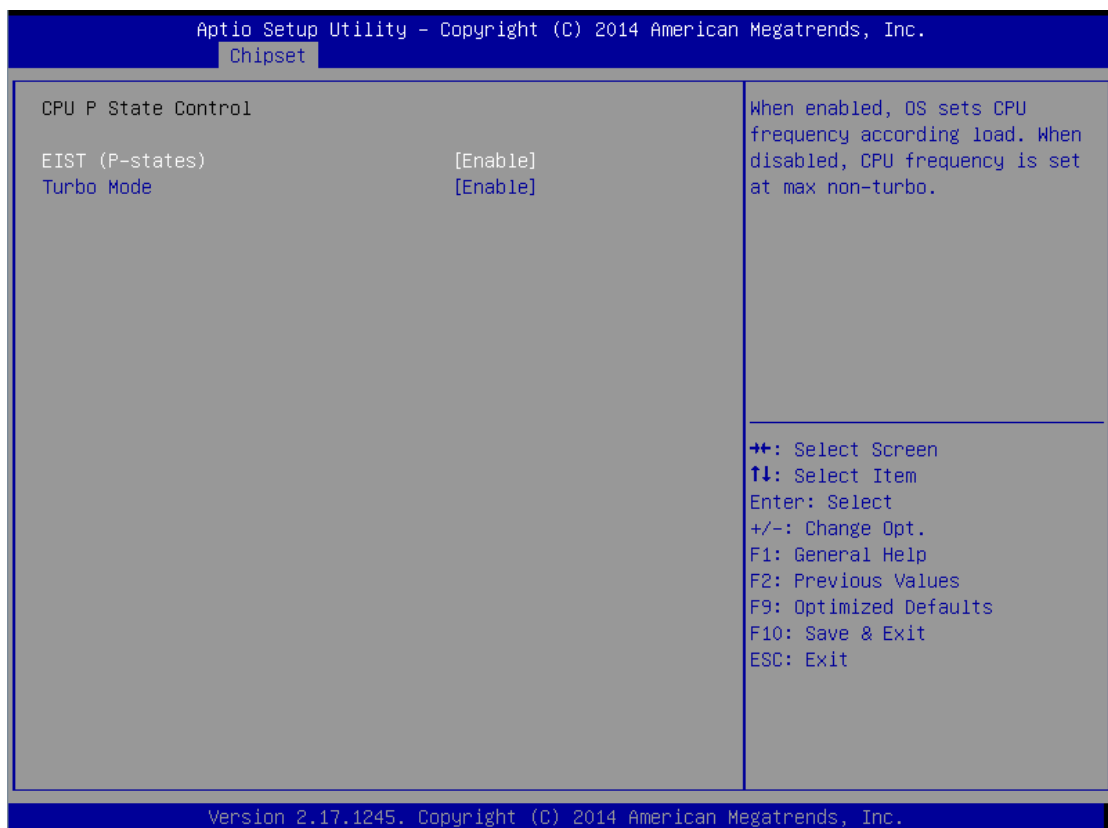 Aptio Setup Utility – Copyright (C) 2014 American Megatrends, Inc.
Chipset
CPU P State Control
EIST (P-states) [Enable]
Turbo Mode [Enable]
When enabled, OS sets CPU
frequency according load. When
disabled, CPU frequency is set
at max non-turbo.
→←: Select Screen
↑↓: Select Item
Enter: Select
+/-: Change Opt.
F1: General Help
F2: Previous Values
F9: Optimized Defaults
F10: Save & Exit
ESC: Exit
Version 2.17.1245. Copyright (C) 2014 American Megatrends, Inc.